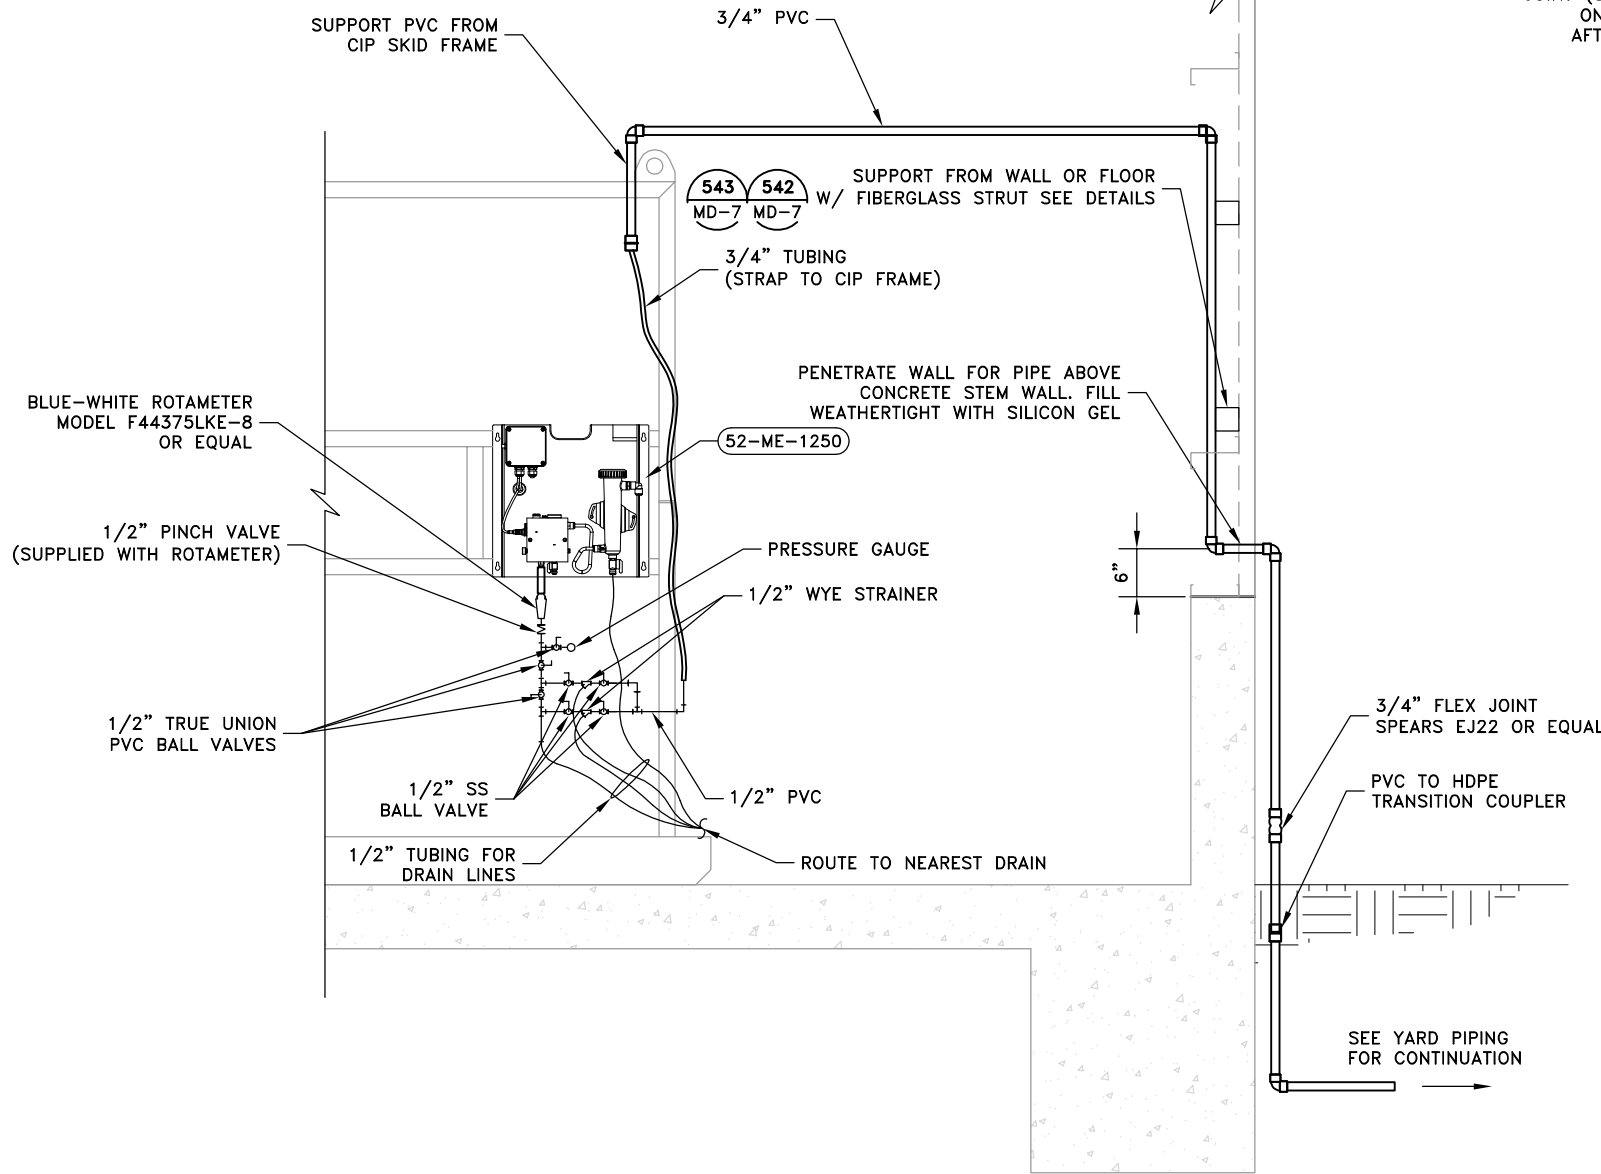 SUPPORT PVC FROM
CIP SKID FRAME
3/4" PVC
ON
AFT
543
MD-7
542
MD-7
SUPPORT FROM WALL OR FLOOR
W/ FIBERGLASS STRUT SEE DETAILS
3/4" TUBING
(STRAP TO CIP FRAME)
PENETRATE WALL FOR PIPE ABOVE
CONCRETE STEM WALL. FILL
WEATHERTIGHT WITH SILICON GEL
BLUE-WHITE ROTAMETER
MODEL F44375LKE-8
OR EQUAL
52-ME-1250
1/2" PINCH VALVE
(SUPPLIED WITH ROTAMETER)
PRESSURE GAUGE
6"
1/2" WYE STRAINER
1/2" TRUE UNION
PVC BALL VALVES
3/4" FLEX JOINT
SPEARS EJ22 OR EQUAL
1/2" SS
BALL VALVE
1/2" PVC
PVC TO HDPE
TRANSITION COUPLER
1/2" TUBING FOR
DRAIN LINES
ROUTE TO NEAREST DRAIN
SEE YARD PIPING
FOR CONTINUATION